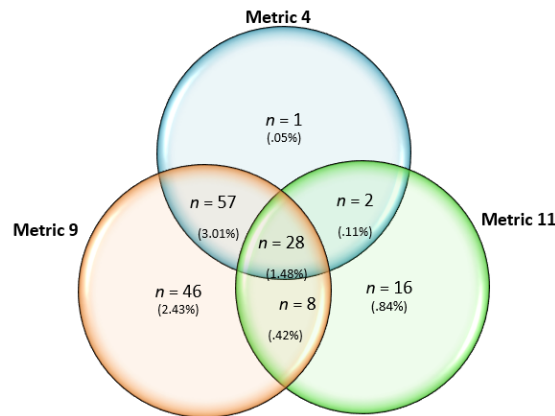 Metric 4
n = 1
(.05%)
n = 57
(3.01%)
n = 2
(.11%)
Metric 9
Metric 11
n = 28
(1.48%)
n = 46
(2.43%)
n = 8
(.42%)
n = 16
(.84%)